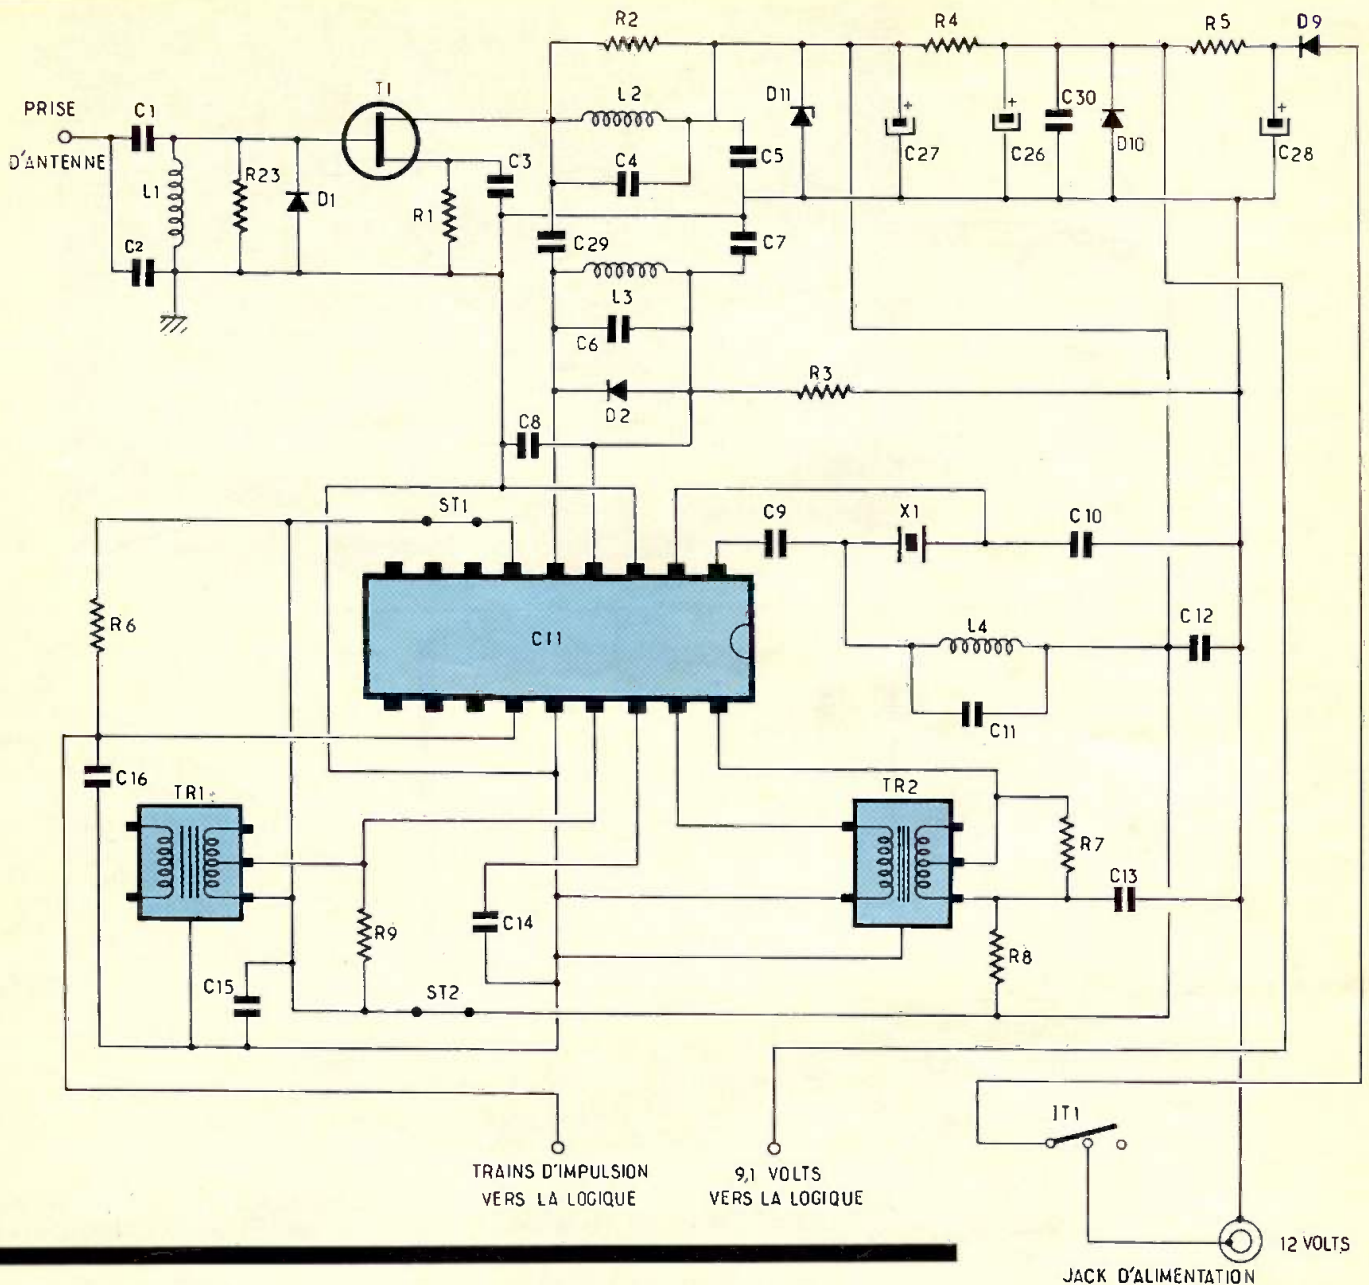 R2
R4
R5
D9
T1
PRISE
D'ANTENNE
C1
L2
D11
C30
C27
C26
D10
C28
C3
C5
C4
R23
L1
D1
R1
C2
C29
C7
L3
C6
R3
D2
C8
ST1
C9
X1
C10
R6
CI1
L4
C12
C11
C16
TR1
TR2
R7
C13
R9
C14
R8
C15
ST2
IT1
TRAINS D'IMPULSION
VERS LA LOGIQUE
9,1 VOLTS
VERS LA LOGIQUE
12 VOLTS
JACK D'ALIMENTATION